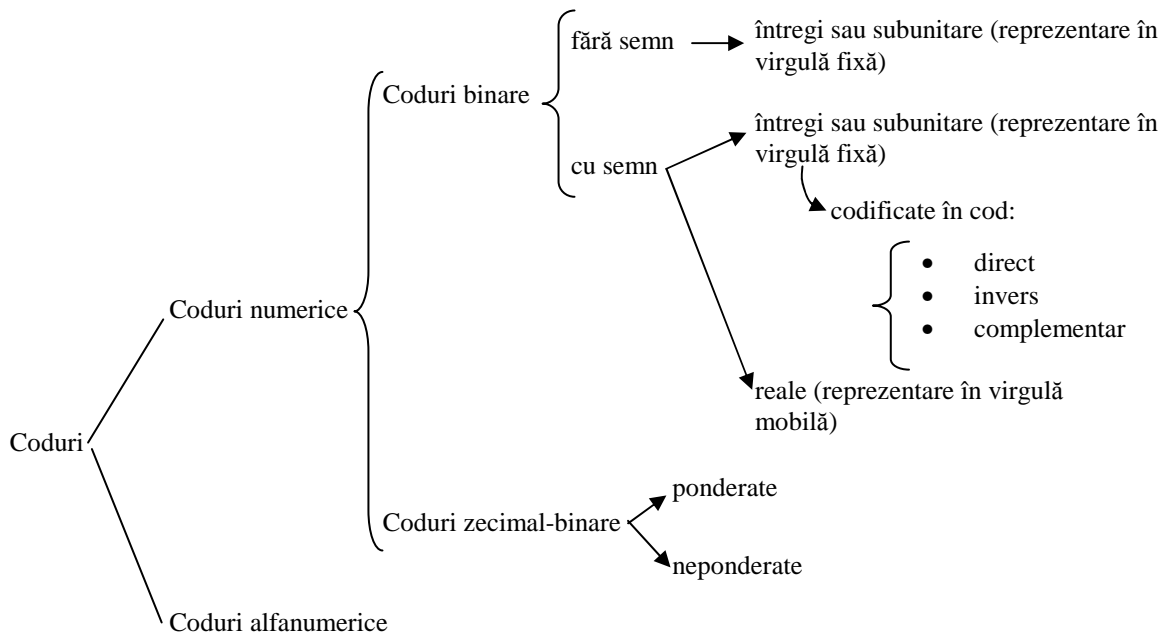 fără semn
întregi sau subunitare (reprezentare în
virgulă fixă)
Coduri binare
întregi sau subunitare (reprezentare în
virgulă fixă)
cu semn
codificate în cod:
• direct
• invers
• complementar
Coduri numerice
reale (reprezentare în virgulă
mobilă)
Coduri
ponderate
Coduri zecimal-binare
neponderate
Coduri alfanumerice